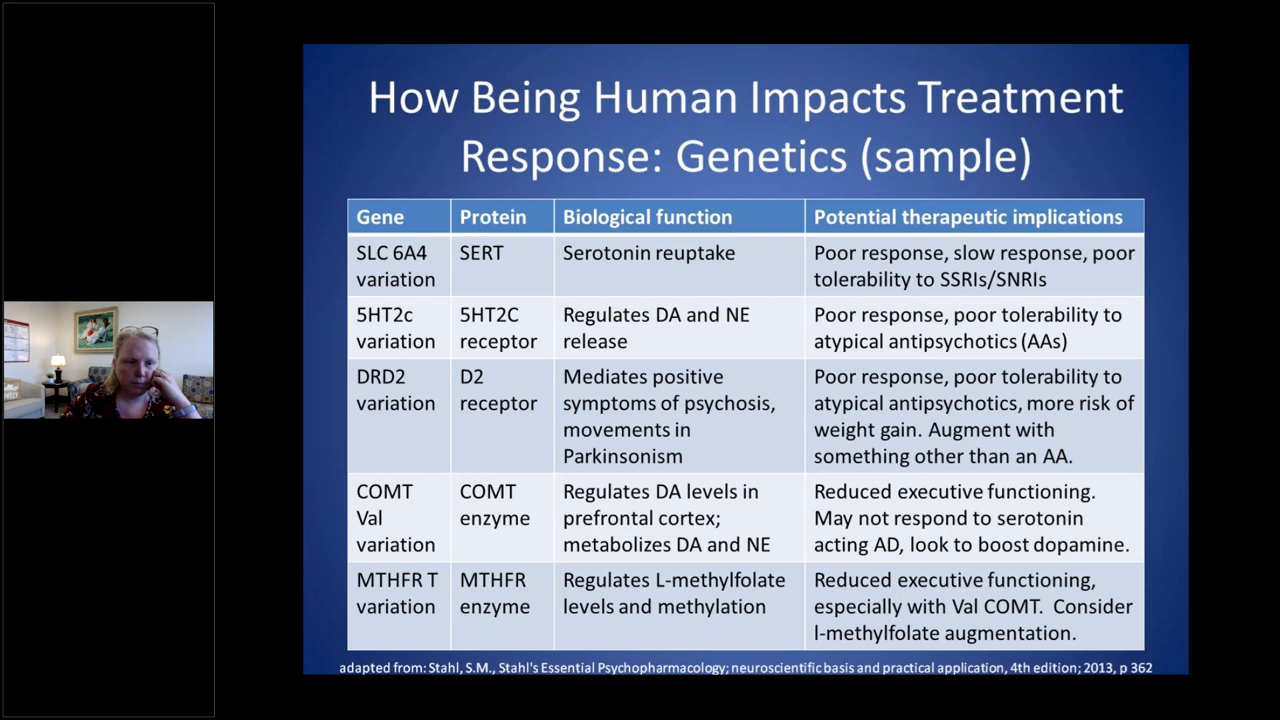 How Being Human Impacts Treatment
Response: Genetics (sample)
Gene Protein Biological function Potential therapeutic implications
SLC 6A4
variation
SERT
Serotonin reuptake
Poor response, slow response, poor
tolerability to SSRIs/SNRIs
5HT2c
variation
5HT2C
receptor
Regulates DA and NE
release
Poor response, poor tolerability to
atypical antipsychotics (AAs)
DRD2
variation
D2
receptor
Mediates positive
symptoms of psychosis,
movements in
Parkinsonism
Poor response, poor tolerability to
atypical antipsychotics, more risk of
weight gain. Augment with
something other than an AA.
COMT
Val
variation
COMT
enzyme
Regulates DA levels in
prefrontal cortex;
metabolizes DA and NE
Reduced executive functioning.
May not respond to serotonin
acting AD, look to boost dopamine.
MTHFR T
variation
MTHFR
enzyme
Regulates L-methylfolate
levels and methylation
Reduced executive functioning,
especially with Val COMT. Consider
l-methylfolate augmentation.
adapted from: Stahl, S.M., Stahl's Essential Psychopharmacology; neuroscientific basis and practical application, 4th edition; 2013, p 362